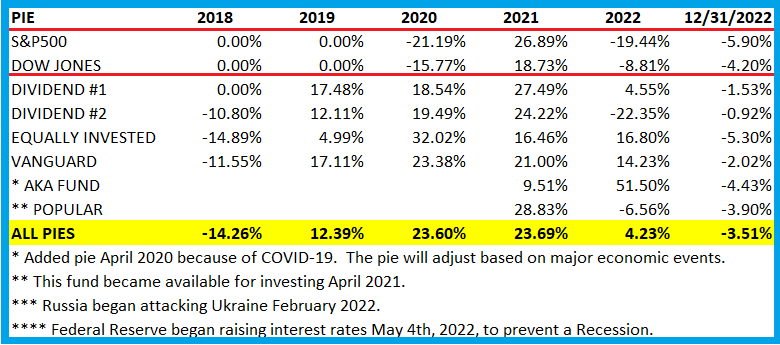 PIE 2018 2019 2020 2021 2022 12/31/2022
S&P500 0.00% 0.00% -21.19% 26.89% -19.44% -5.90%
DOW JONES 0.00% 0.00% -15.77% 18.73% -8.81% -4.20%
DIVIDEND #1 0.00% 17.48% 18.54% 27.49% 4.55% -1.53%
DIVIDEND #2 -10.80% 12.11% 19.49% 24.22% -22.35% -0.92%
EQUALLY INVESTED -14.89% 4.99% 32.02% 16.46% 16.80% -5.30%
VANGUARD -11.55% 17.11% 23.38% 21.00% 14.23% -2.02%
* AKA FUND 9.51% 51.50% -4.43%
** POPULAR 28.83% -6.56% -3.90%
ALL PIES -14.26% 12.39% 23.60% 23.69% 4.23% -3.51%
* Added pie April 2020 because of COVID-19. The pie will adjust based on major economic events.
** This fund became available for investing April 2021.
*** Russia began attacking Ukraine February 2022.
**** Federal Reserve began raising interest rates May 4th, 2022, to prevent a Recession.